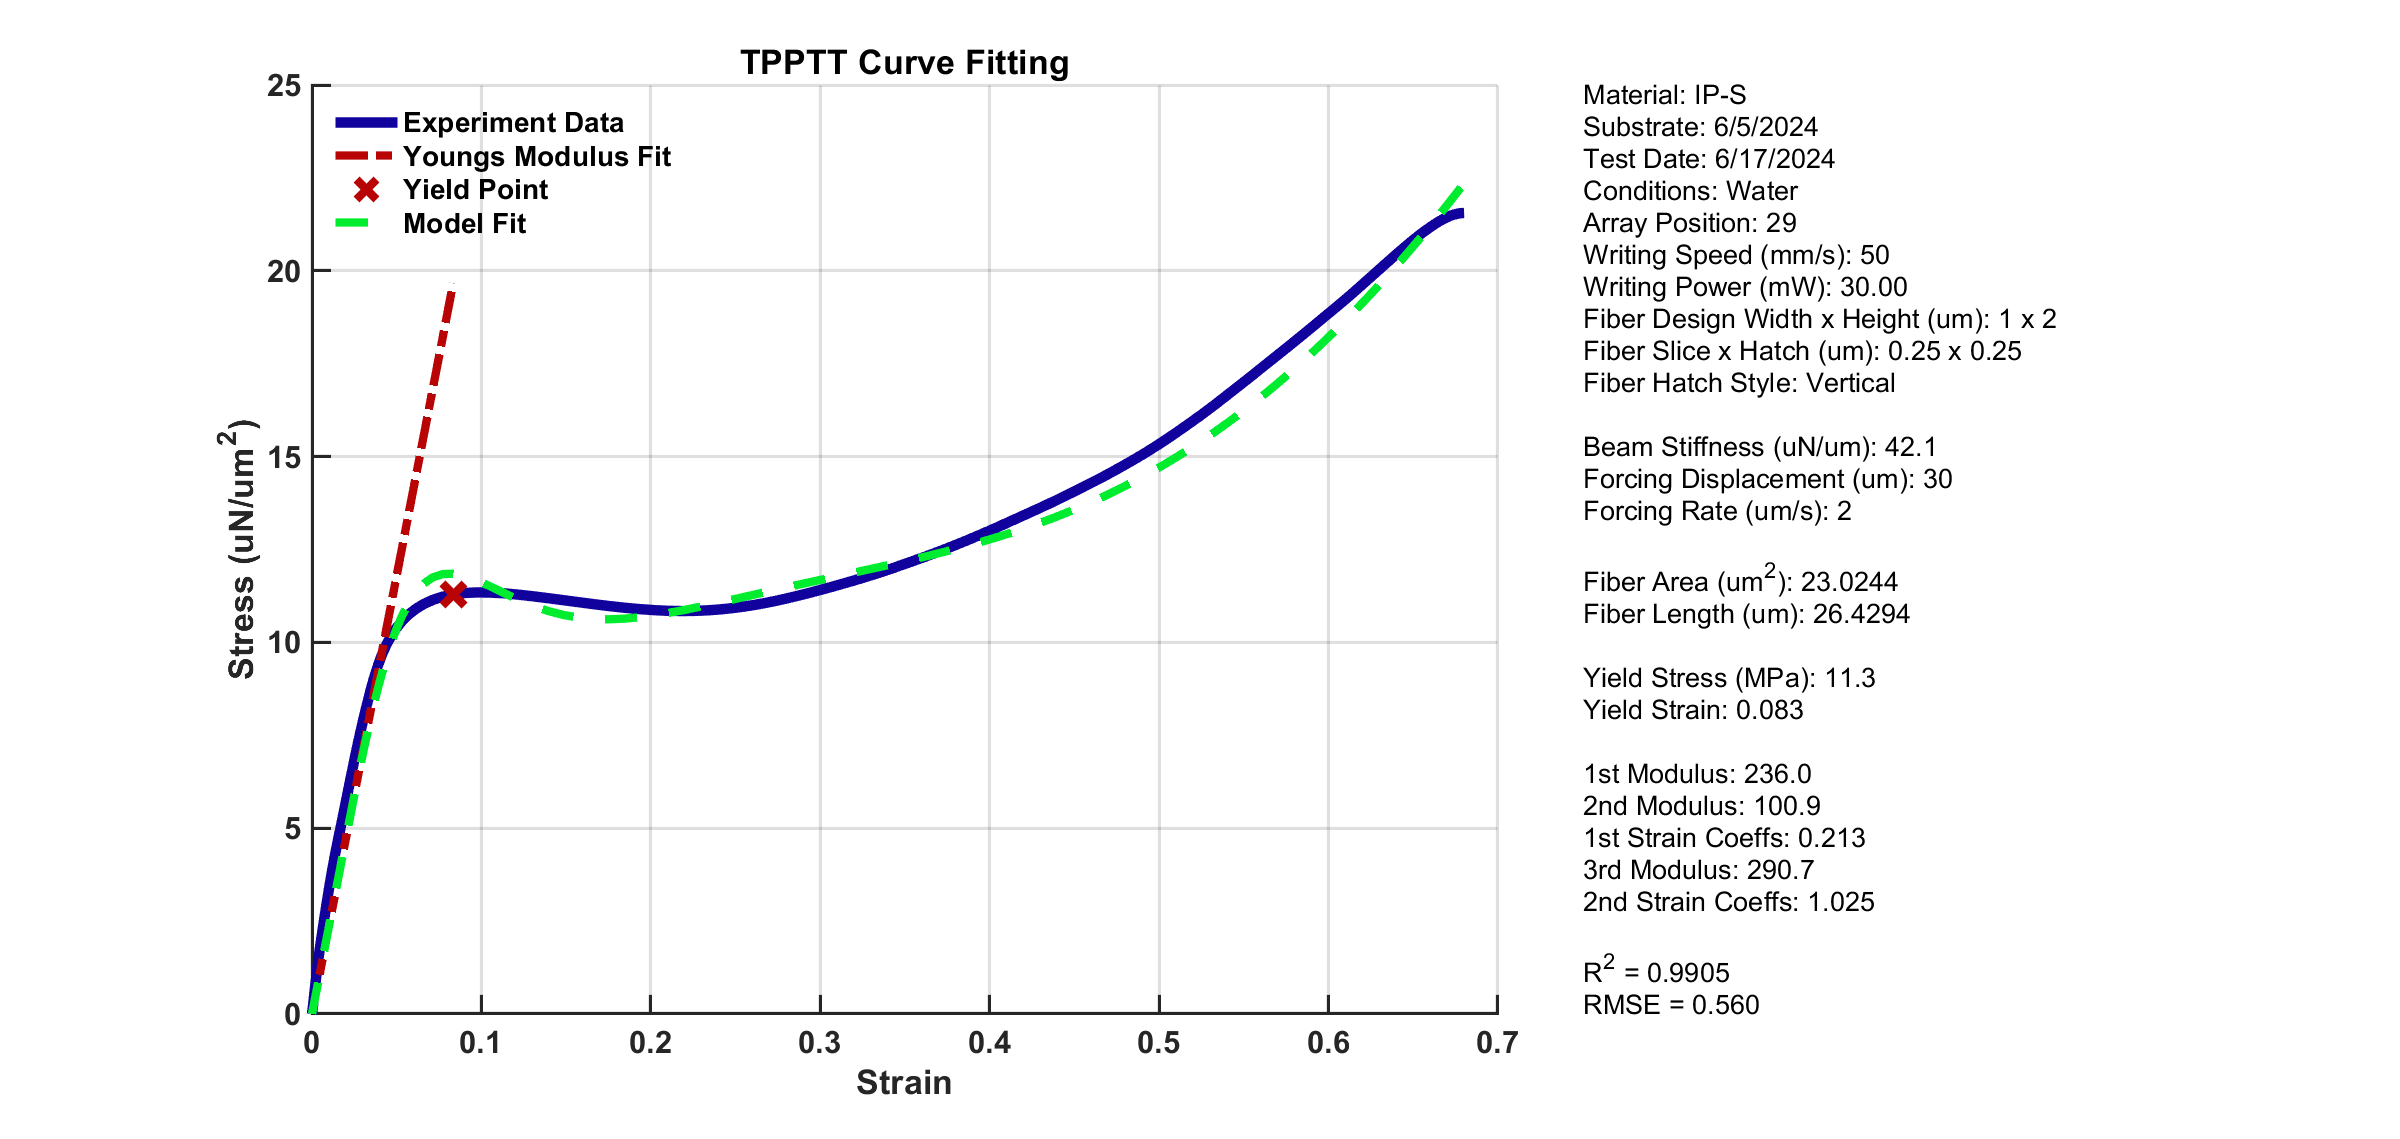 TPPTT Curve Fitting
25
20
15
10
5
0
Stress (uN/um²)
Experiment Data
Youngs Modulus Fit
Yield Point
Model Fit
0 0.1 0.2 0.3 0.4 0.5 0.6 0.7
Strain
Material: IP-S
Substrate: 6/5/2024
Test Date: 6/17/2024
Conditions: Water
Array Position: 29
Writing Speed (mm/s): 50
Writing Power (mW): 30.00
Fiber Design Width x Height (um): 1 x 2
Fiber Slice x Hatch (um): 0.25 x 0.25
Fiber Hatch Style: Vertical
Beam Stiffness (uN/um): 42.1
Forcing Displacement (um): 30
Forcing Rate (um/s): 2
Fiber Area (um²): 23.0244
Fiber Length (um): 26.4294
Yield Stress (MPa): 11.3
Yield Strain: 0.083
1st Modulus: 236.0
2nd Modulus: 100.9
1st Strain Coeffs: 0.213
3rd Modulus: 290.7
2nd Strain Coeffs: 1.025
R² = 0.9905
RMSE = 0.560